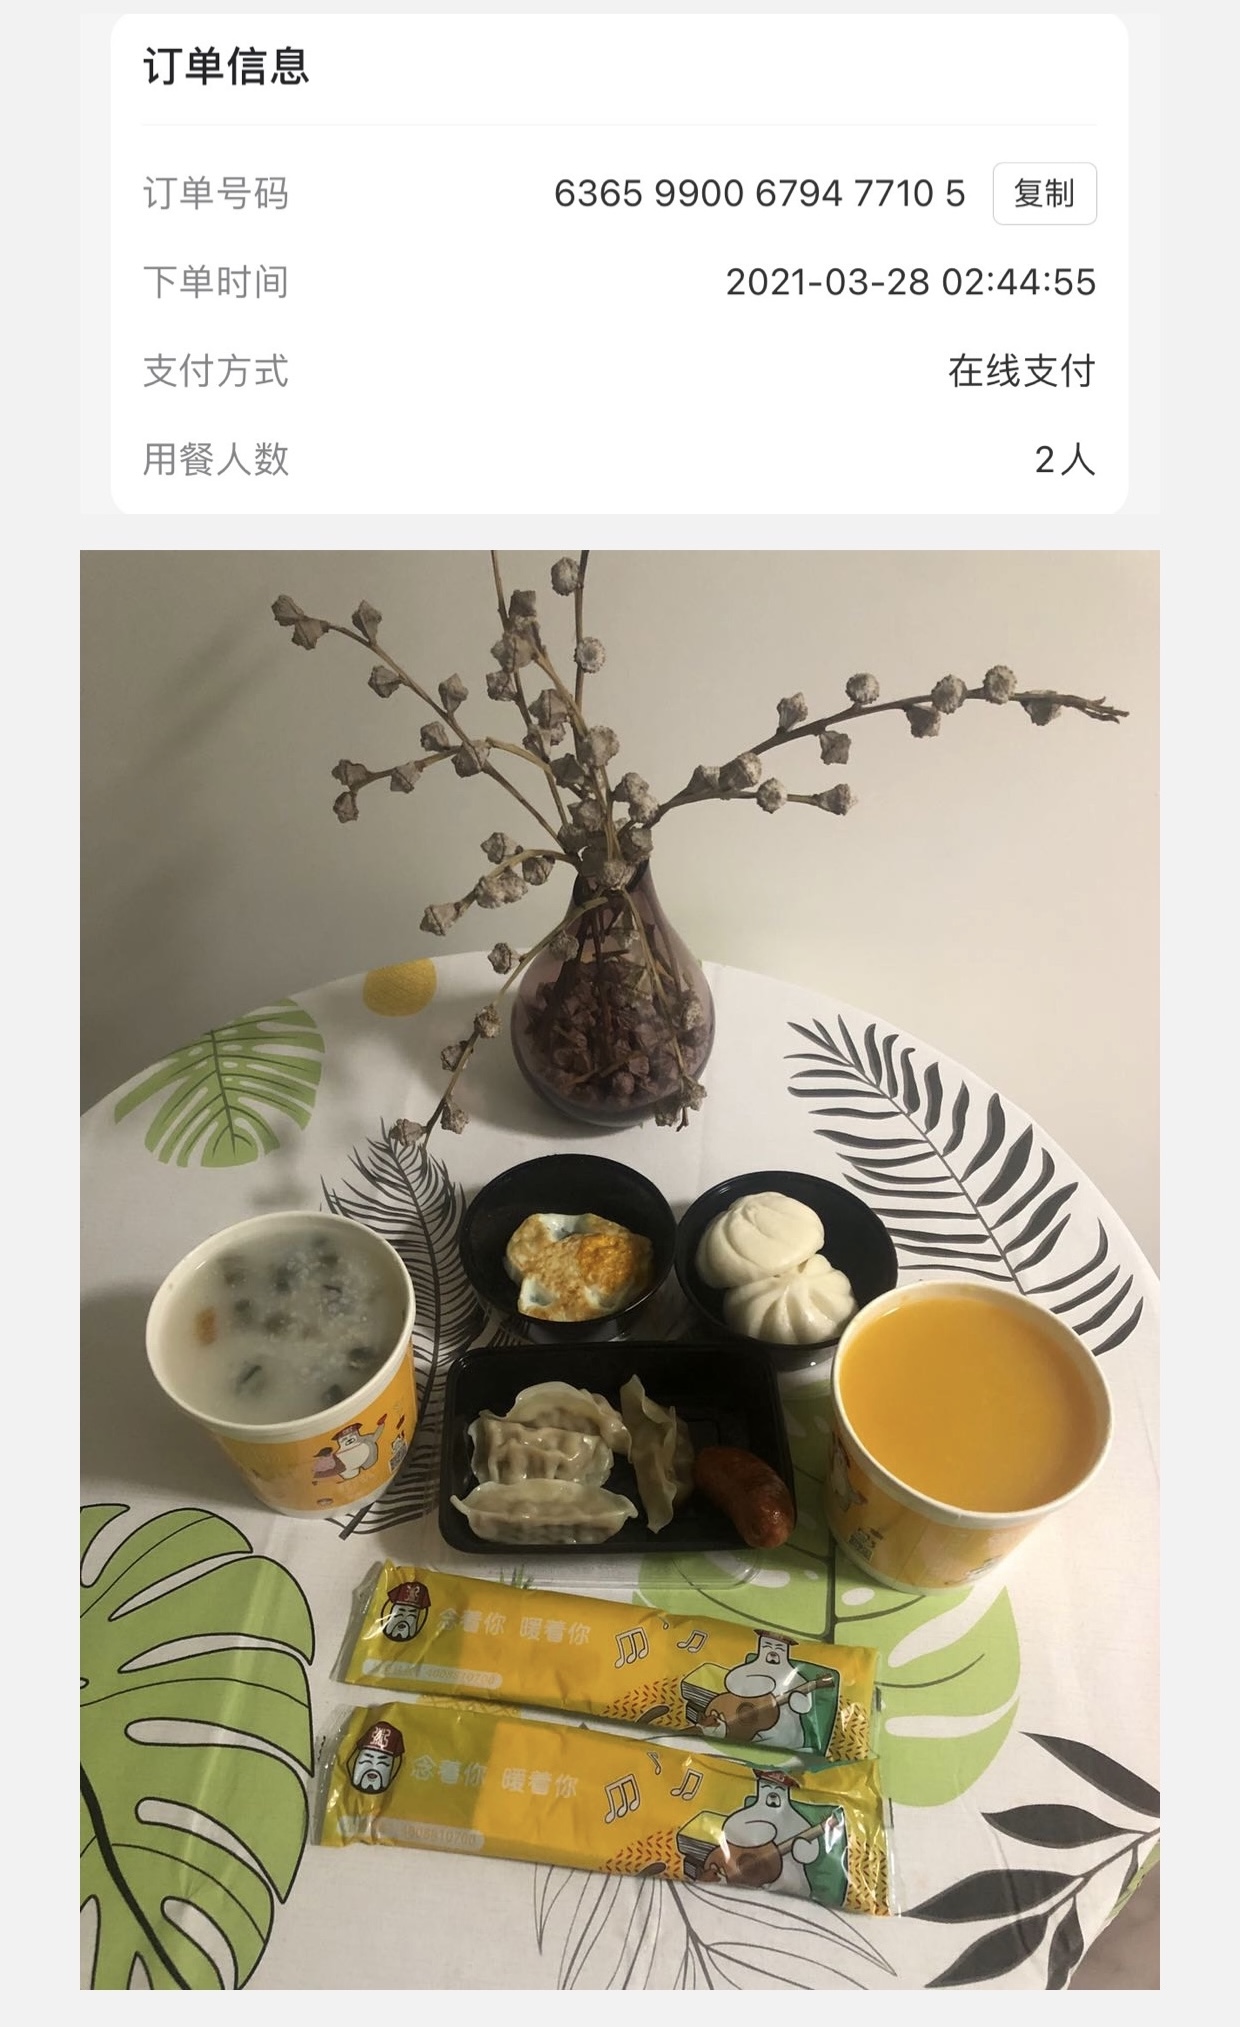 订单信息
订单号码 6365 9900 6794 7710 5 复制
下单时间 2021-03-28 02:44:55
支付方式 在线支付
用餐人数 2人
念着你 暖着你
4008510700
念着你 暖着你
4008510700